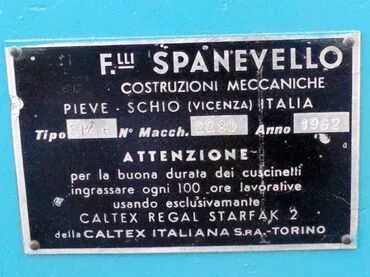 F.lli SPANEVELLO
COSTRUZIONI MECCANICHE
PIEVE - SCHIO (VICENZA) ITALIA
Tipo N° Macch. Anno 1962
ATTENZIONE
per la buona durata dei cuscinetti
ingrassare ogni 100 ore lavorative
usando esclusivamente
CALTEX REGAL STARFAK 2
della CALTEX ITALIANA S.P.A.-TORINO